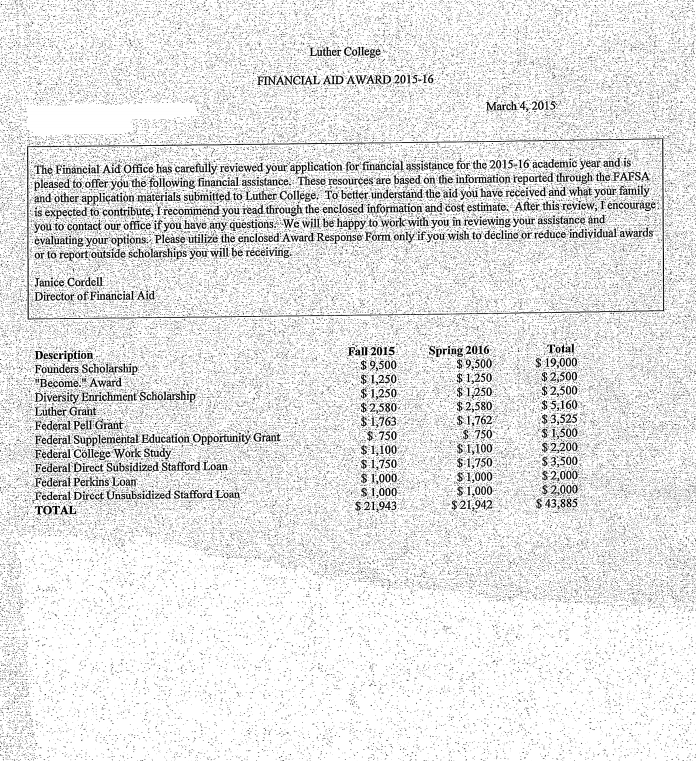 Luther College
FINANCIAL AID AWARD 2015-16
March 4, 2015
The Financial Aid Office has carefully reviewed your application for financial assistance for the 2015-16 academic year and is
pleased to offer you the following financial assistance. These resources are based on the information reported through the FAFSA
and other application materials submitted to Luther College. To better understand the aid you have received and what your family
is expected to contribute, I recommend you read through the enclosed information and cost estimate. After this review, I encourage
you to contact our office if you have any questions. We will be happy to work with you in reviewing your assistance and
evaluating your options. Please utilize the enclosed Award Response Form only if you wish to decline or reduce individual awards
or to report outside scholarships you will be receiving.
Janice Cordell
Director of Financial Aid
Description Fall 2015 Spring 2016 Total
Founders Scholarship $ 9,500 $ 9,500 $ 19,000
"Become." Award $ 1,250 $ 1,250 $ 2,500
Diversity Enrichment Scholarship $ 1,250 $ 1,250 $ 2,500
Luther Grant $ 2,580 $ 2,580 $ 5,160
Federal Pell Grant $ 1,763 $ 1,762 $ 3,525
Federal Supplemental Education Opportunity Grant $ 750 $ 750 $ 1,500
Federal College Work Study $ 1,100 $ 1,100 $ 2,200
Federal Direct Subsidized Stafford Loan $ 1,750 $ 1,750 $ 3,500
Federal Perkins Loan $ 1,000 $ 1,000 $ 2,000
Federal Direct Unsubsidized Stafford Loan $ 1,000 $ 1,000 $ 2,000
TOTAL $ 21,943 $ 21,942 $ 43,885